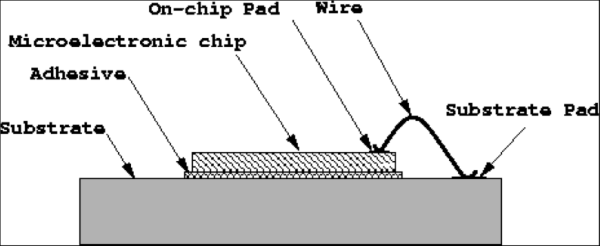 On-chip Pad
Wire
Microelectronic chip
Adhesive
Substrate Pad
Substrate